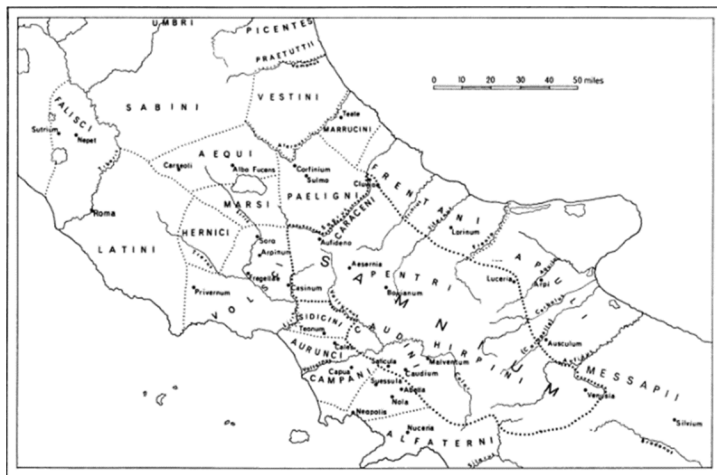 UMBRI
PICENTES
PRAETUTTII
0 10 20 30 40 50 miles
VESTINI
SABINI
FALISCI
Teate
MARRUCINI
Sutrium
Nepet
AEQUI
Carseoli
Alba Fucens
Corfinium
Sulmo
PAELIGNI
FRENTANI
CARACENI
MARSI
Roma
LATINI
HERNICI
Sora
Arpinum
Aufidena
Larinum
Aesernia
PENTRI
SAMNIUM
APULI
Luceria
Arpi
Privernum
Fregellae
Casinum
Bovianum
VOLSCI
SIDICINI
Teanum
CAUDINI
HIRPINI
Ausculum
AURUNCI
Cales
Malventum
MESSAPII
Capua
Saticula
Caudium
CAMPANI
Suessula
Abella
Nola
Venusia
Neapolis
Silvium
Nuceria
ALFATERNI